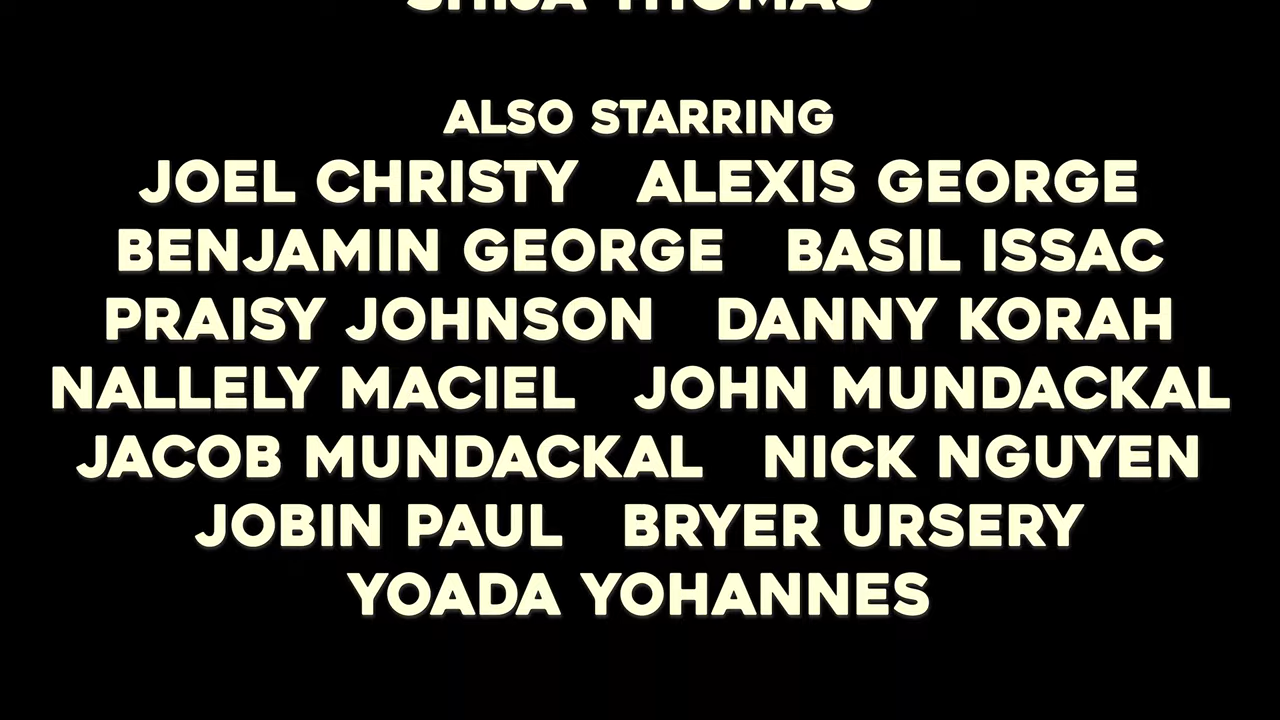 THOMAS
ALSO STARRING
JOEL CHRISTY ALEXIS GEORGE
BENJAMIN GEORGE BASIL ISSAC
PRAISY JOHNSON DANNY KORAH
NALLELY MACIEL JOHN MUNDACKAL
JACOB MUNDACKAL NICK NGUYEN
JOBIN PAUL BRYER URSERY
YOADA YOHANNES